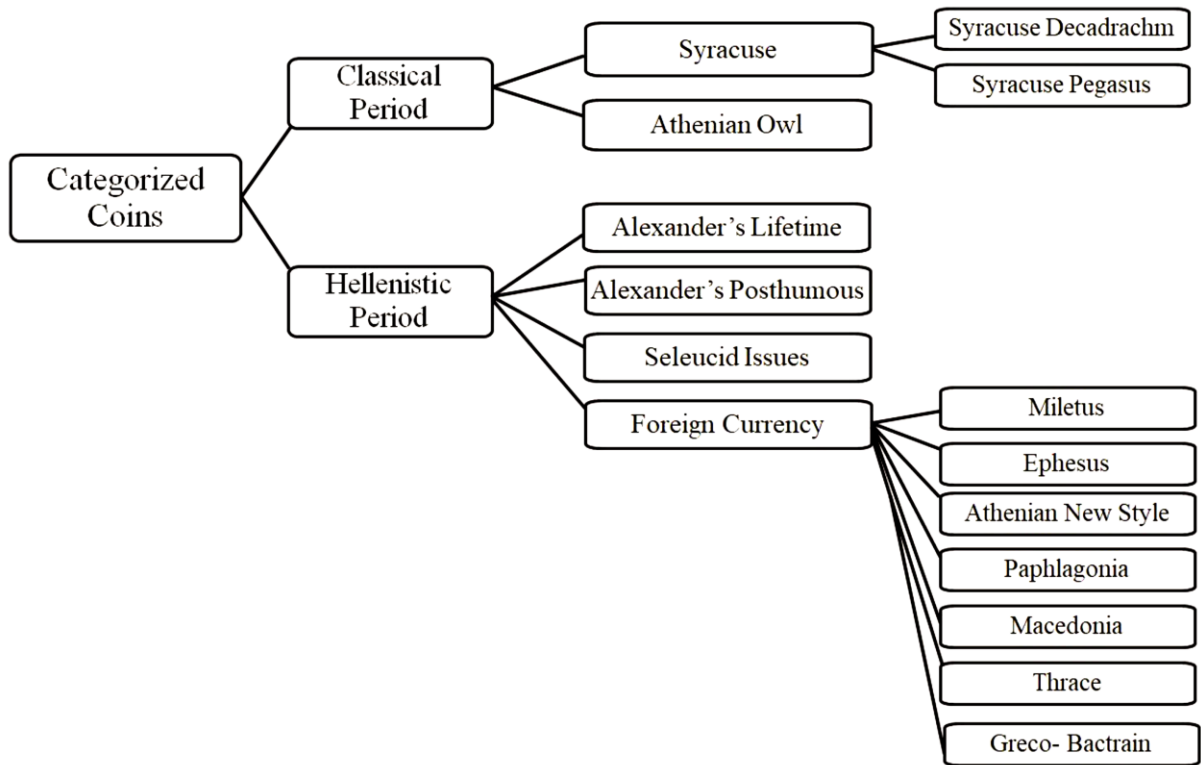 Categorized
Coins
Classical
Period
Syracuse
Syracuse Decadrachm
Syracuse Pegasus
Athenian Owl
Hellenistic
Period
Alexander’s Lifetime
Alexander’s Posthumous
Seleucid Issues
Foreign Currency
Miletus
Ephesus
Athenian New Style
Paphlagonia
Macedonia
Thrace
Greco- Bactrain